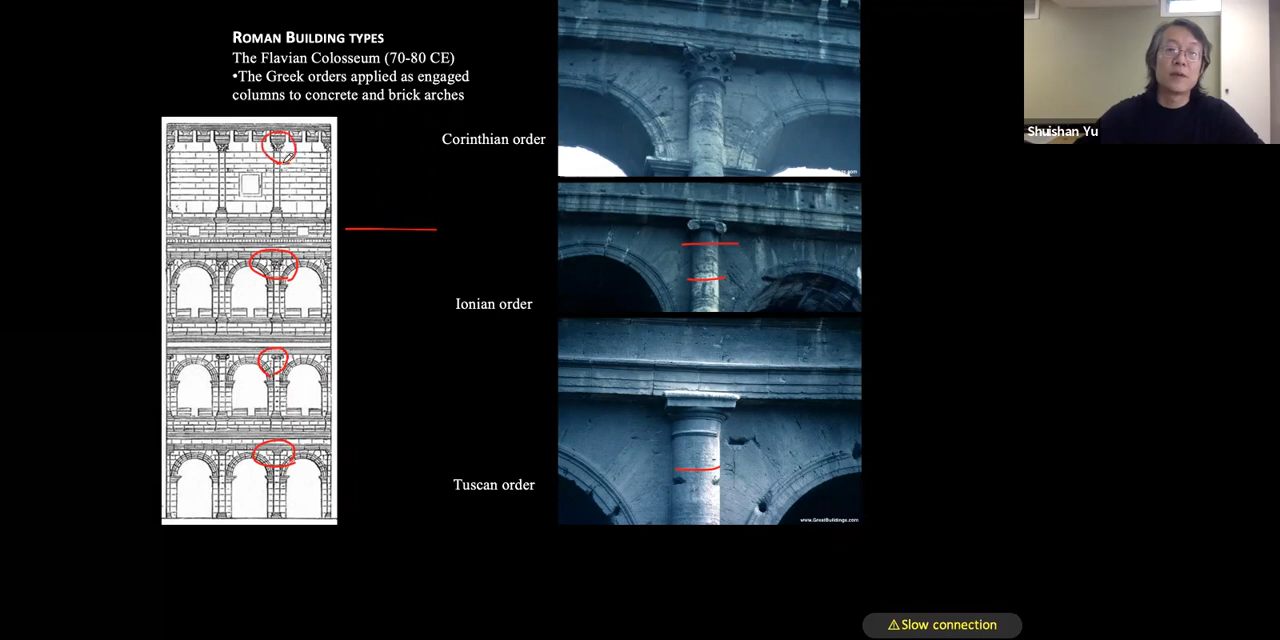 ROMAN BUILDING TYPES
The Flavian Colosseum (70-80 CE)
•The Greek orders applied as engaged
columns to concrete and brick arches
Corinthian order
Ionian order
Tuscan order
www.GreatBuildings.com
Shuishan Yu
⚠Slow connection